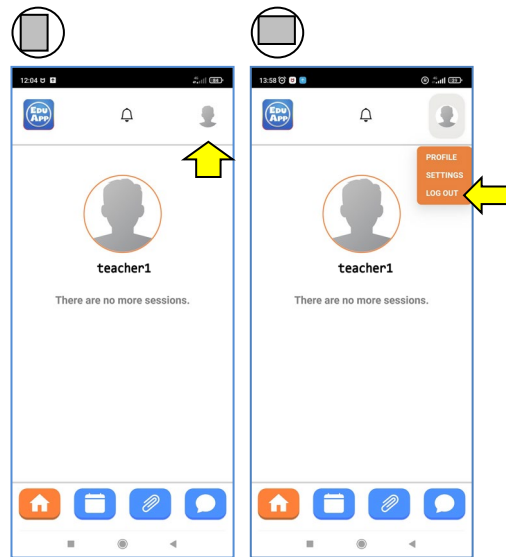 12:04
84
EDU
APP
teacher1
There are no more sessions.
13:58
EDU
APP
PROFILE
SETTINGS
LOG OUT
teacher1
There are no more sessions.